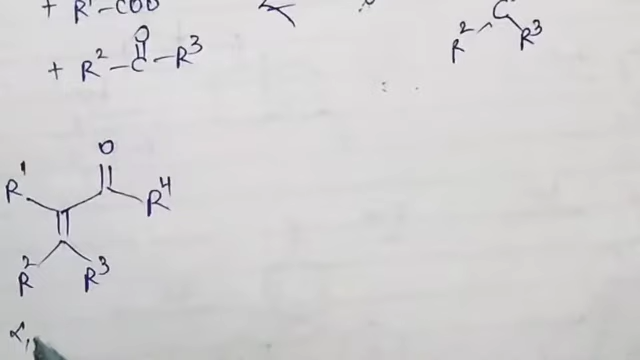 + R¹-COO
O
+ R²-C-R³
C
R² R³
O
R¹ R⁴
R² R³
α,